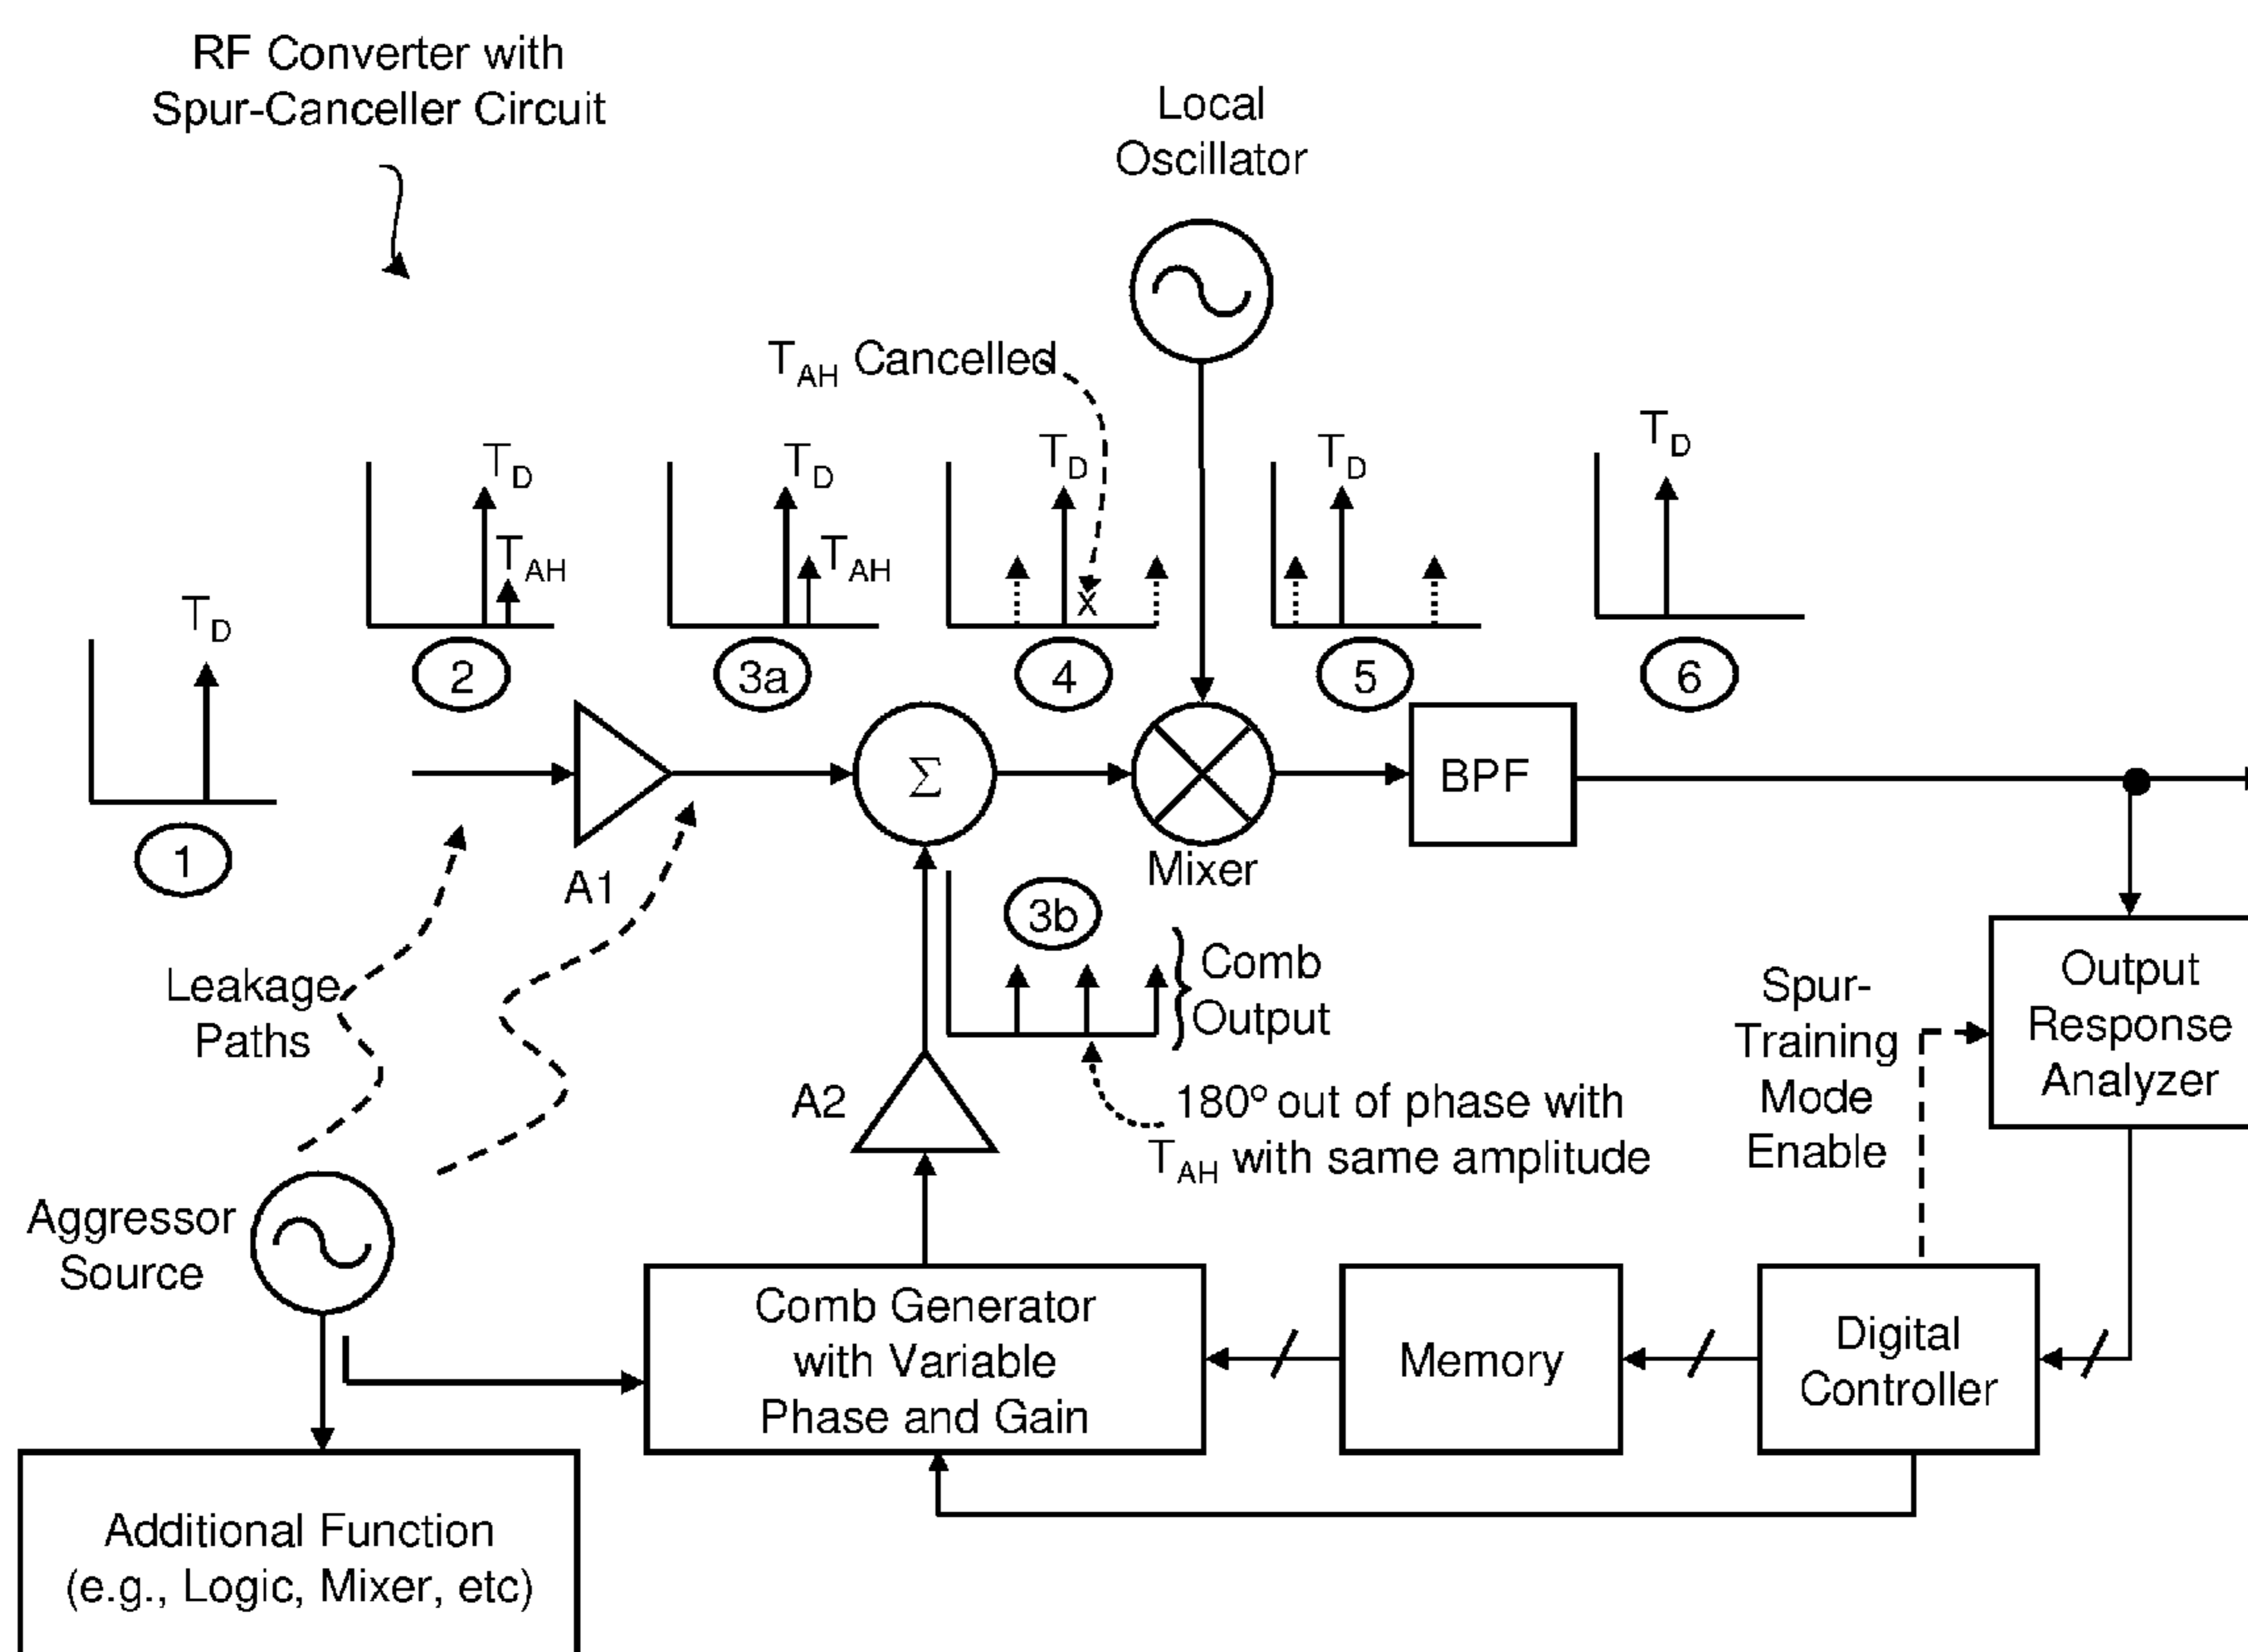 RF Converter with
Spur-Canceller Circuit
Local
Oscillator
TAH Cancelled
TD
TD
TD
TD
TD
TAH
TAH
x
TD
2
3a
4
5
6
1
Σ
BPF
Mixer
A1
3b
Leakage
Paths
Comb
Output
Spur-
Training
Mode
Enable
Output
Response
Analyzer
A2
180º out of phase with
TAH with same amplitude
Aggressor
Source
Comb Generator
with Variable
Phase and Gain
Memory
Digital
Controller
Additional Function
(e.g., Logic, Mixer, etc)